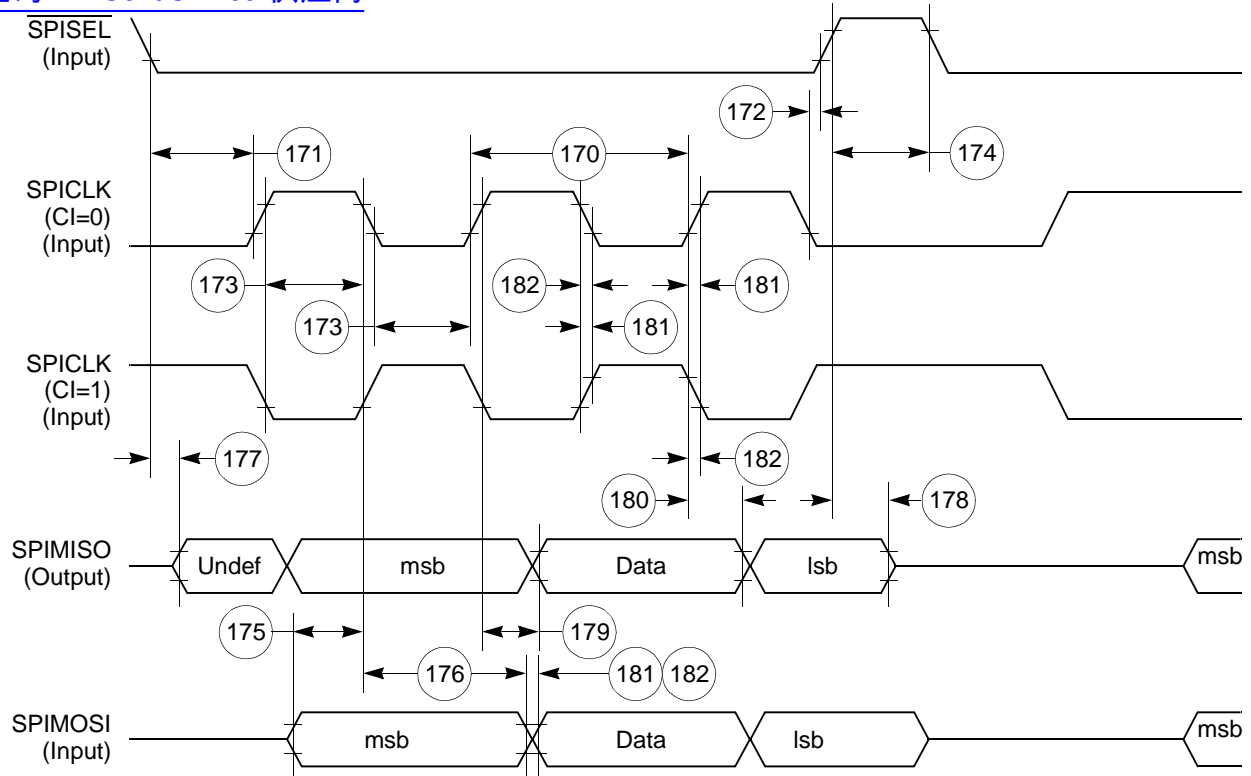 SPISEL
(Input)
172
174
171
170
SPICLK
(CI=0)
(Input)
173
182
181
173
181
SPICLK
(CI=1)
(Input)
177
182
180
178
SPIMISO
(Output)
Undef
msb
Data
lsb
msb
175
179
176
181
182
SPIMOSI
(Input)
msb
Data
lsb
msb